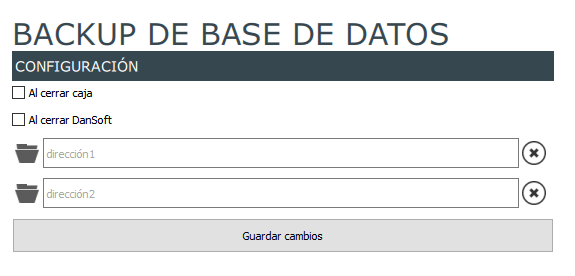 BACKUP DE BASE DE DATOS
CONFIGURACIÓN
Al cerrar caja
Al cerrar DanSoft
dirección1
dirección2
Guardar cambios